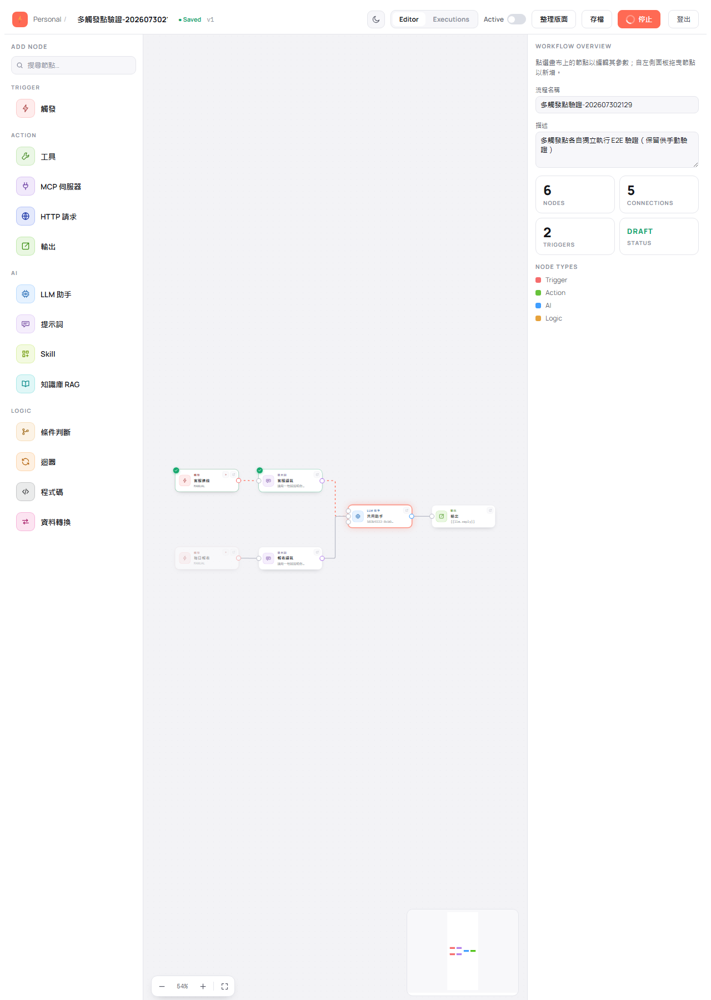 Personal /
多觸發點驗證-202607302
Saved
v1
Editor
Executions
Active
整理版面
存檔
停止
登出
ADD NODE
搜尋節點...
TRIGGER
觸發
ACTION
工具
MCP 伺服器
HTTP 請求
輸出
AI
LLM 助手
提示詞
Skill
知識庫 RAG
LOGIC
條件判斷
迴圈
程式碼
資料轉換
觸發
客服進線
MANUAL
提示詞
客服語氣
觸發
每日報表
MANUAL
提示詞
報表語氣
LLM 助手
共用助手
輸出
輸出
{{llm.reply}}
54%
WORKFLOW OVERVIEW
點選畫布上的節點以編輯其參數；自左側面板拖曳節點
以新增。
流程名稱
多觸發點驗證-202607302129
描述
多觸發點各自獨立執行 E2E 驗證（保留供手動驗
證）
6
NODES
5
CONNECTIONS
2
TRIGGERS
DRAFT
STATUS
NODE TYPES
Trigger
Action
AI
Logic